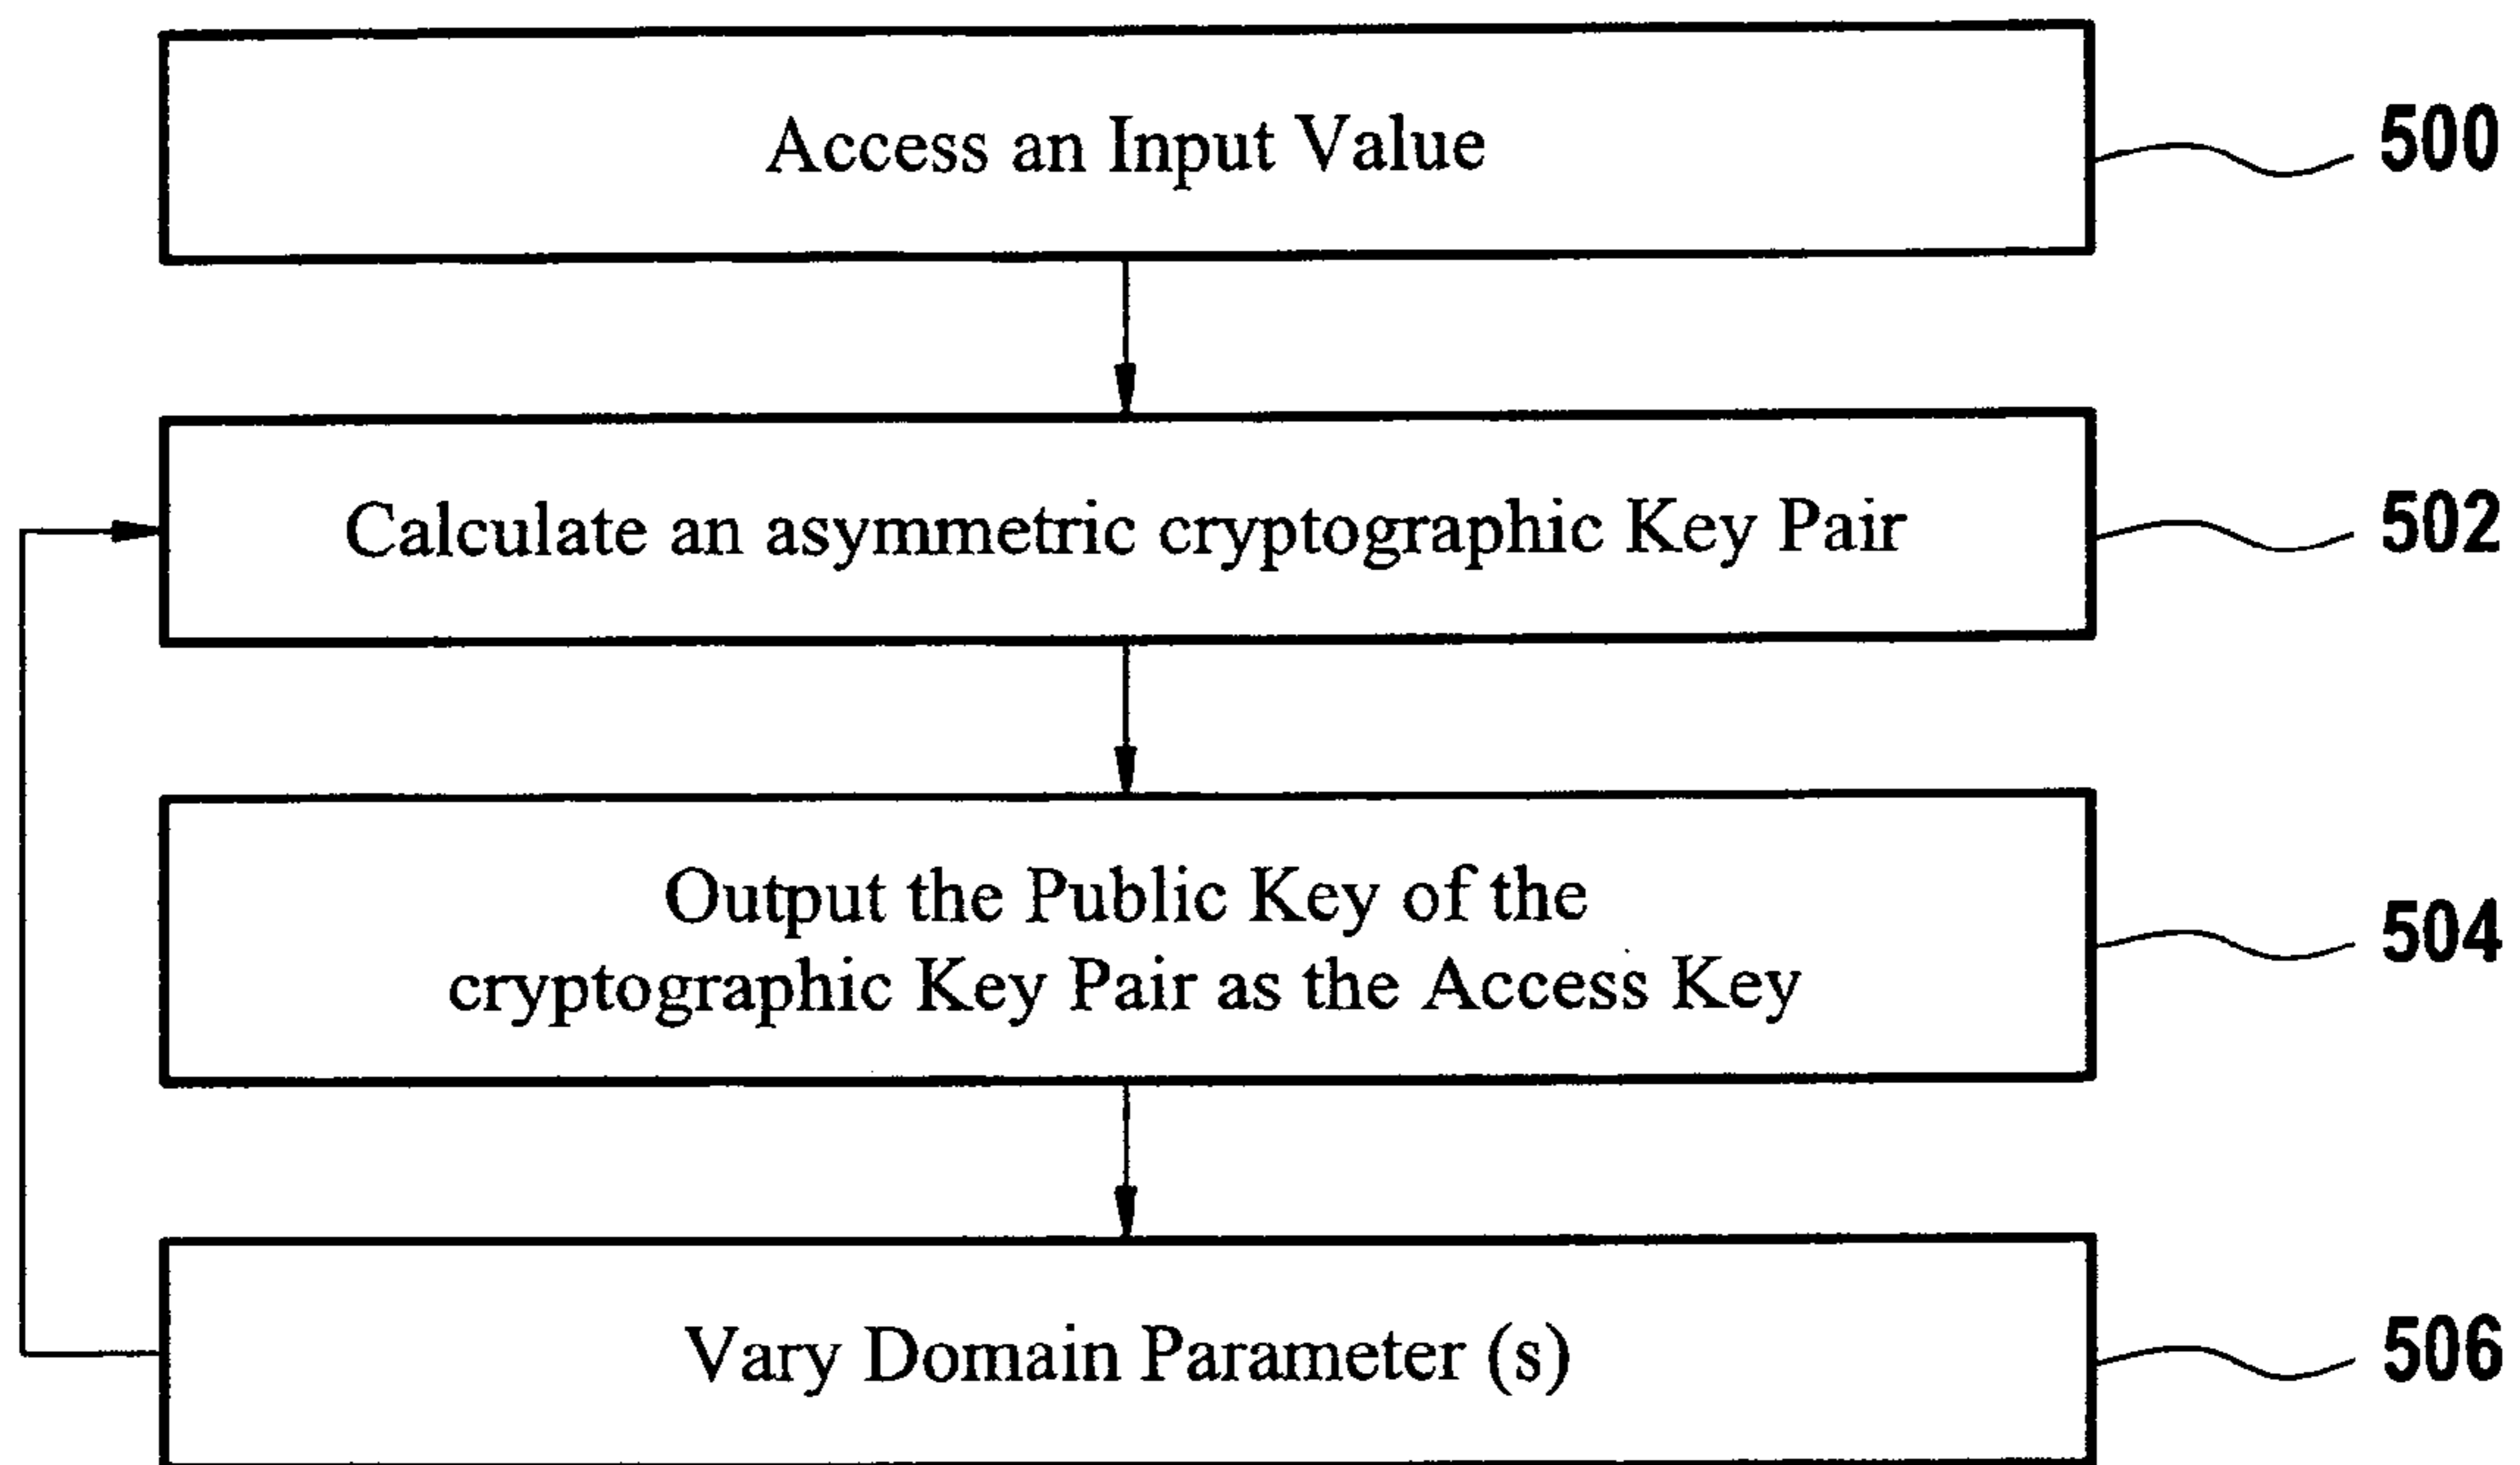 Access an Input Value
500
Calculate an asymmetric cryptographic Key Pair
502
Output the Public Key of the
cryptographic Key Pair as the Access Key
504
Vary Domain Parameter (s)
506